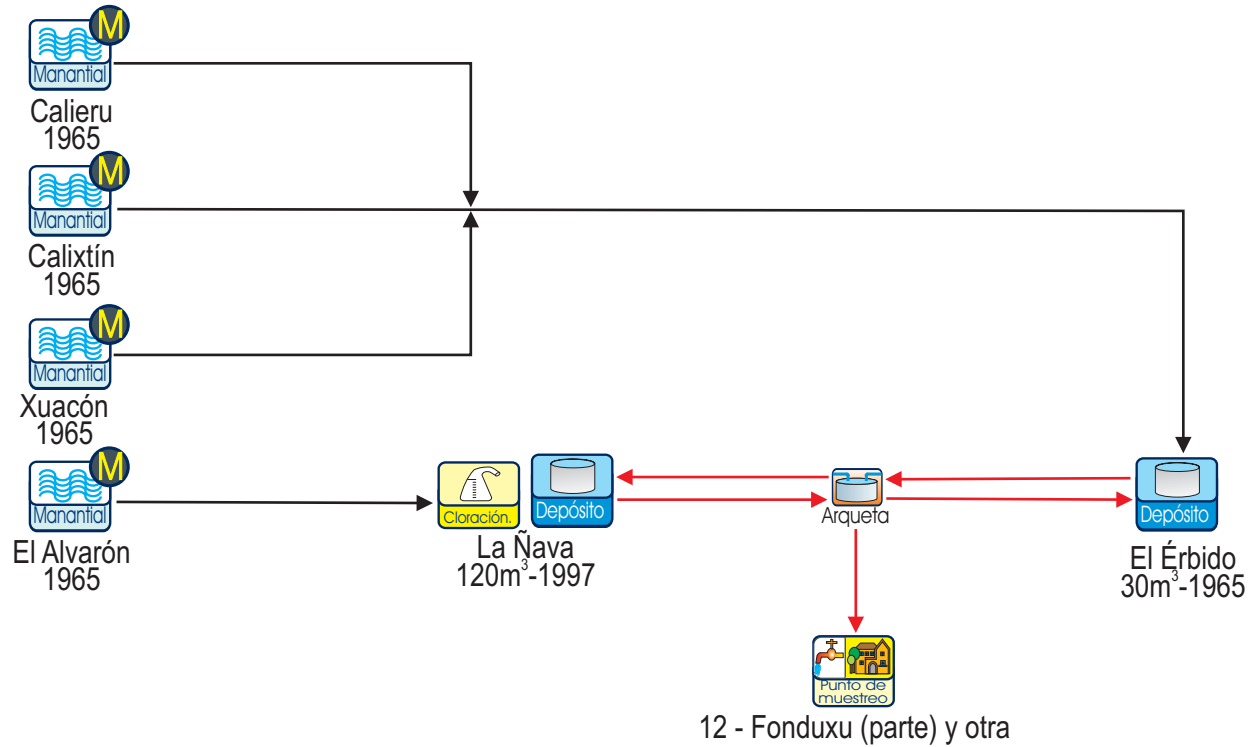 M
Manantial
Calieru
1965
M
Manantial
Calixtín
1965
M
Manantial
Xuacón
1965
M
Manantial
El Alvarón
1965
Cloración.
Depósito
La Ñava
120m³-1997
Arqueta
Depósito
El Érbido
30m³-1965
Punto de
muestreo
12 - Fonduxu (parte) y otra